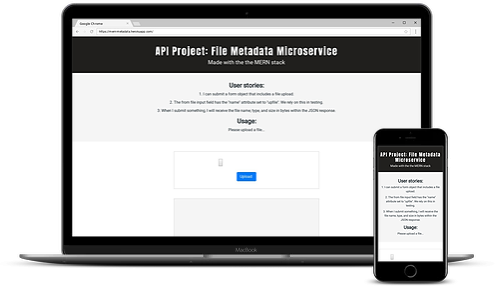 Google Chrome
https://mern-metadata.herokuapp.com/
API Project: File Metadata Microservice
Made with the the MERN stack
User stories:
1. I can submit a form object that includes a file upload.
2. The from file input field has the "name" attribute set to "upfile". We rely on this in testing.
3. When I submit something, I will receive the file name, type, and size in bytes within the JSON response.
Usage:
Please upload a file...
Upload
MacBook
API Project: File Metadata
Microservice
Made with the MERN stack
User stories:
1. I can submit a form object that includes a file
upload.
2. The from file input field has the "name"
attribute set to "upfile". We rely on this in
testing.
3. When I submit something, I will receive the file
name, type, and size in bytes within the JSON
response.
Usage:
Please upload a file...